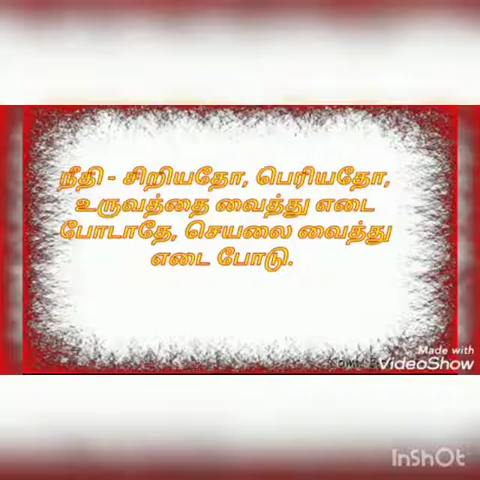 நீதி - சிறியதோ, பெரியதோ,
உருவத்தை வைத்து எடை
போடாதே, செயலை வைத்து
எடை போடு.
Made with
VideoShow
InShOt